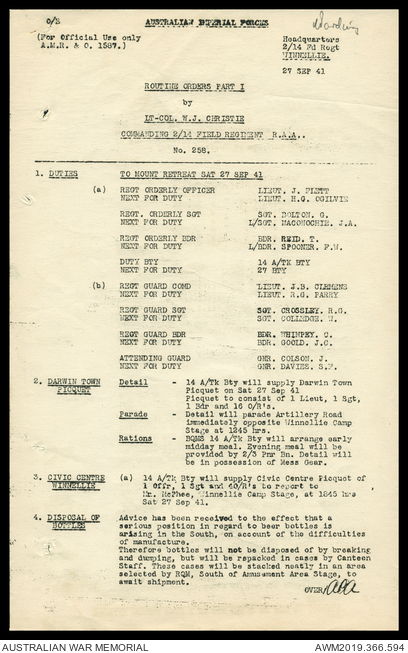 O/S
AUSTRALIAN IMPERIAL FORCES
(For Official Use only
A.M.R. & O. 1587.)
Headquarters
2/14 Fd Regt
WINNELLIE.
27 SEP 41
ROUTINE ORDERS PART I
by
LT-COL. W.J. CHRISTIE
COMMANDING 2/14 FIELD REGIMENT R.A.A..
No. 258.
1. DUTIES TO MOUNT RETREAT SAT 27 SEP 41
(a) REGT ORDERLY OFFICER LIEUT. J. FLETT
NEXT FOR DUTY LIEUT. H.G. OGILVIE
REGT. ORDERLY SGT SGT. DOLTON, G.
NEXT FOR DUTY L/SGT. MACONOCHIE, J.A.
REGT ORDERLY BDR BDR. REID, T.
NEXT FOR DUTY L/BDR. SPOONER, F.W.
DUTY BTY 14 A/TK BTY
NEXT FOR DUTY 27 BTY
(b) REGT GUARD COMD LIEUT. J.B. CLEMENS
NEXT FOR DUTY LIEUT. R.G. PARRY
REGT GUARD SGT SGT. CROSSLEY, R.G.
NEXT FOR DUTY SGT. COLLEDGE, W.
REGT GUARD BDR BDR. WHIMPEY, C.
NEXT FOR DUTY BDR. GOOLD, J.C.
ATTENDING GUARD GNR. COLSON, J.
NEXT FOR DUTY GNR. DAVIES, S.F.
2. DARWIN TOWN PICQUET Detail - 14 A/Tk Bty will supply Darwin Town
Picquet on Sat 27 Sep 41
Picquet to consist of 1 Lieut, 1 Sgt,
1 Bdr and 16 O/R's.
Parade - Detail will parade Artillery Road
immediately opposite Winnellie Camp
Stage at 1245 hrs.
Rations - BQMS 14 A/Tk Bty will arrange early
midday meal. Evening meal will be
provided by 2/3 Pnr Bn. Detail will
be in possession of Mess Gear.
3. CIVIC CENTRE WINNELLIE (a) 14 A/Tk Bty will supply Civic Centre Picquet of
1 Offr, 1 Sgt and 40/R's to report to
Mr. McPhee, Winnellie Camp Stage, at 1845 hrs
Sat 27 Sep 41.
4. DISPOSAL OF BOTTLES Advice has been received to the effect that a
serious position in regard to beer bottles is
arising in the South, on account of the difficulties
of manufacture.
Therefore bottles will not be disposed of by breaking
and dumping, but will be repacked in cases by Canteen
Staff. These cases will be stacked neatly in an area
selected by RQM, South of Amusement Area Stage, to
await shipment.
OVER/
AUSTRALIAN WAR MEMORIAL
AWM2019.366.594